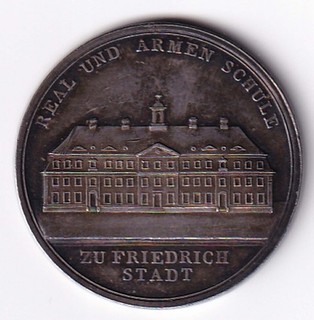 REAL UND ARMEN SCHULE
ZU FRIEDRICH
STADT